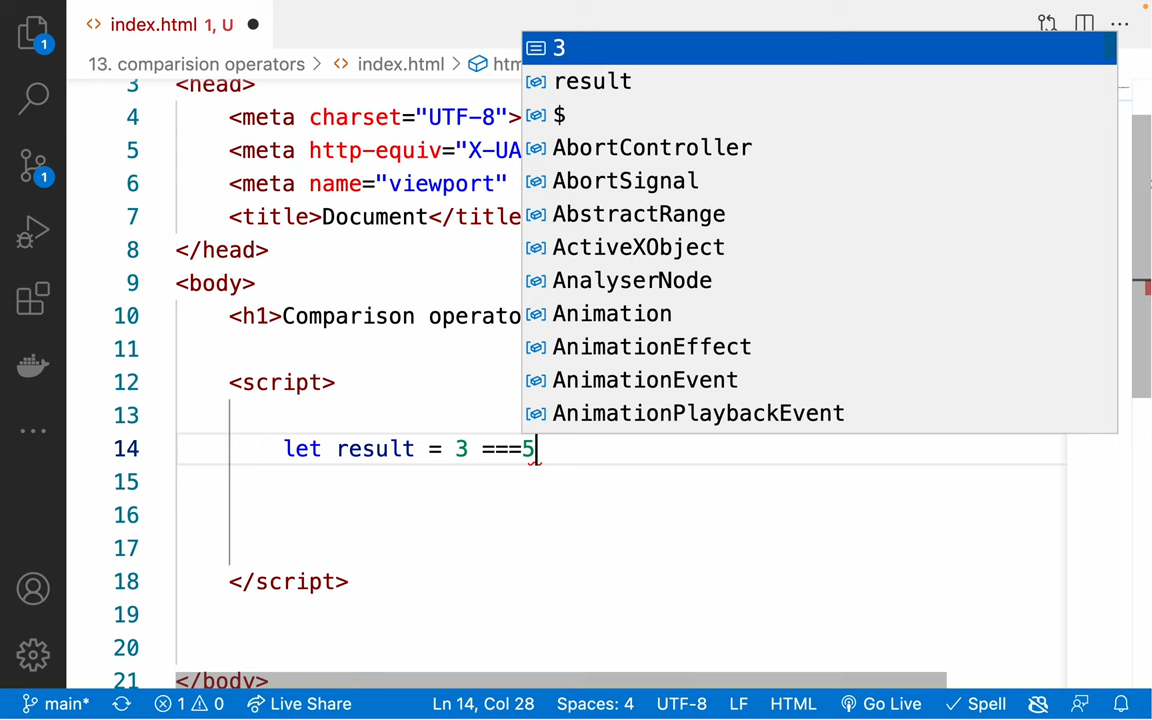 index.html 1, U
13. comparision operators > index.html > htm
3 <head>
4 <meta charset="UTF-8">
5 <meta http-equiv="X-UA
6 <meta name="viewport"
7 <title>Document</title
8 </head>
9 <body>
10 <h1>Comparison operato
11
12 <script>
13
14 let result = 3 ===5
15
16
17
18 </script>
19
20
21 </body>
3
result
$
AbortController
AbortSignal
AbstractRange
ActiveXObject
AnalyserNode
Animation
AnimationEffect
AnimationEvent
AnimationPlaybackEvent
1
1
main* 1 0 Live Share Ln 14, Col 28 Spaces: 4 UTF-8 LF HTML Go Live Spell